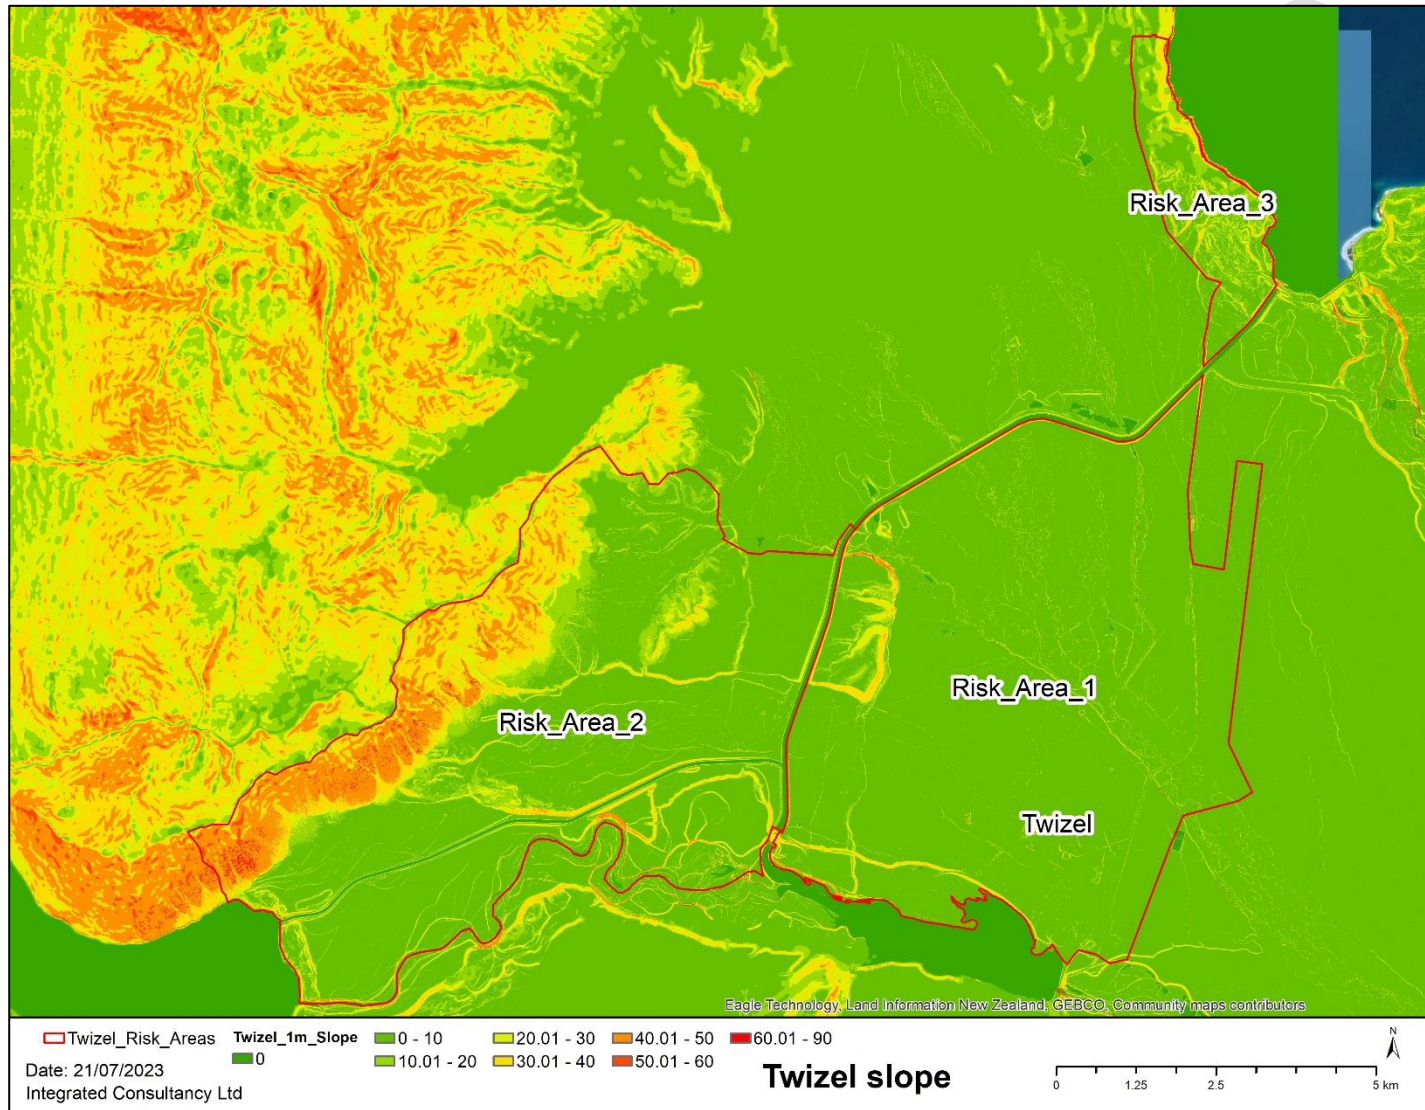 Risk_Area_3
Risk_Area_1
Risk_Area_2
Twizel
Eagle Technology, Land Information New Zealand, GEBCO, Community maps contributors
Twizel_Risk_Areas
Twizel_1m_Slope
0
0 - 10
10.01 - 20
20.01 - 30
30.01 - 40
40.01 - 50
50.01 - 60
60.01 - 90
Date: 21/07/2023
Integrated Consultancy Ltd
Twizel slope
N
0 1.25 2.5 5 km